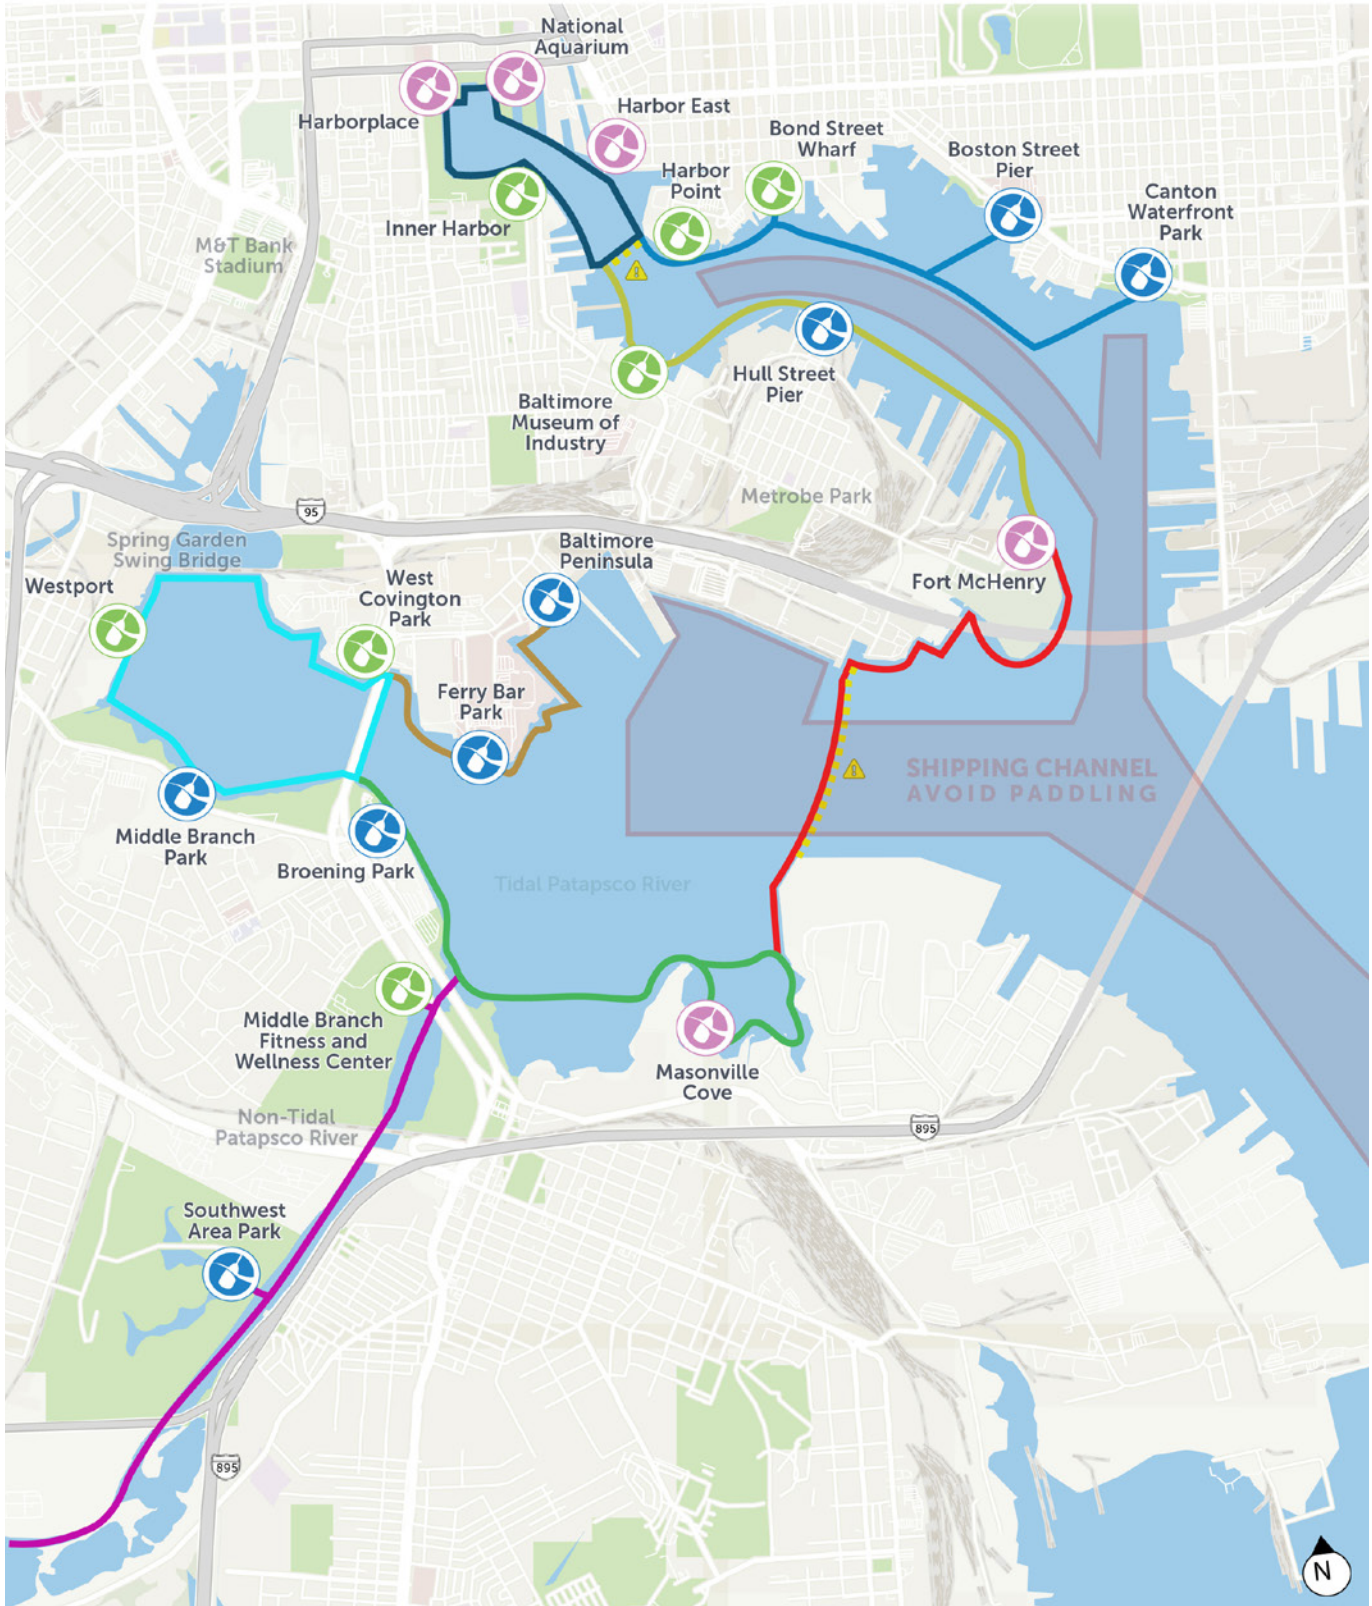 National
Aquarium
Harborplace
Harbor East
Bond Street
Wharf
Boston Street
Pier
Harbor
Point
Canton
Waterfront
Park
Inner Harbor
M&T Bank
Stadium
Hull Street
Pier
Baltimore
Museum of
Industry
Metrobe Park
95
Spring Garden
Swing Bridge
Baltimore
Peninsula
Westport
West
Covington
Park
Fort McHenry
Ferry Bar
Park
SHIPPING CHANNEL
AVOID PADDLING
Middle Branch
Park
Broening Park
Tidal Patapsco River
Middle Branch
Fitness and
Wellness Center
Masonville
Cove
Non-Tidal
Patapsco River
895
Southwest
Area Park
895
N